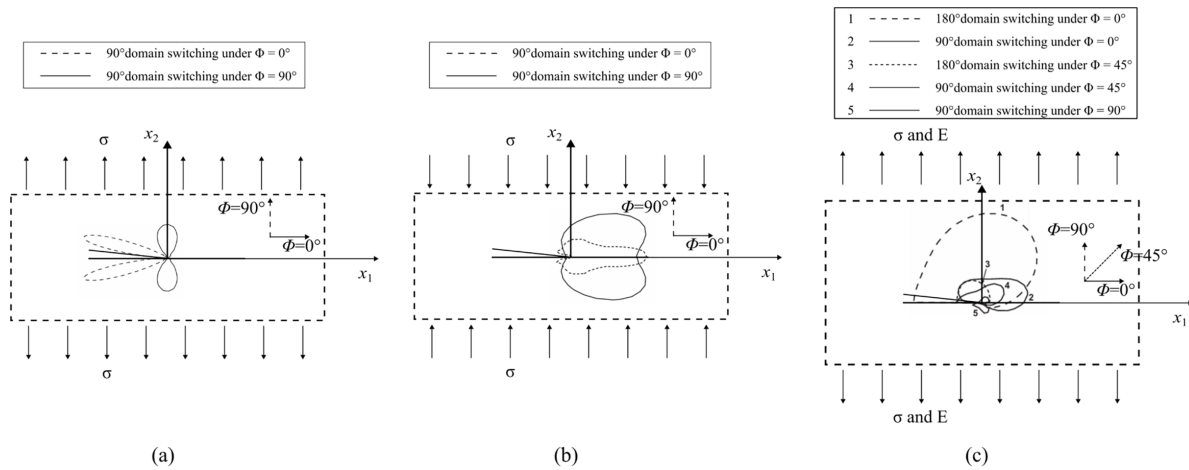 90°domain switching under Φ = 0°
90°domain switching under Φ = 90°
σ
x2
Φ=90°
Φ=0°
x1
σ
(a)
90°domain switching under Φ = 0°
90°domain switching under Φ = 90°
σ
x2
Φ=90°
Φ=0°
x1
σ
(b)
1 180°domain switching under Φ = 0°
2 90°domain switching under Φ = 0°
3 180°domain switching under Φ = 45°
4 90°domain switching under Φ = 45°
5 90°domain switching under Φ = 90°
σ and E
x2
1
Φ=90°
Φ=45°
3
4
Φ=0°
2
5
x1
σ and E
(c)